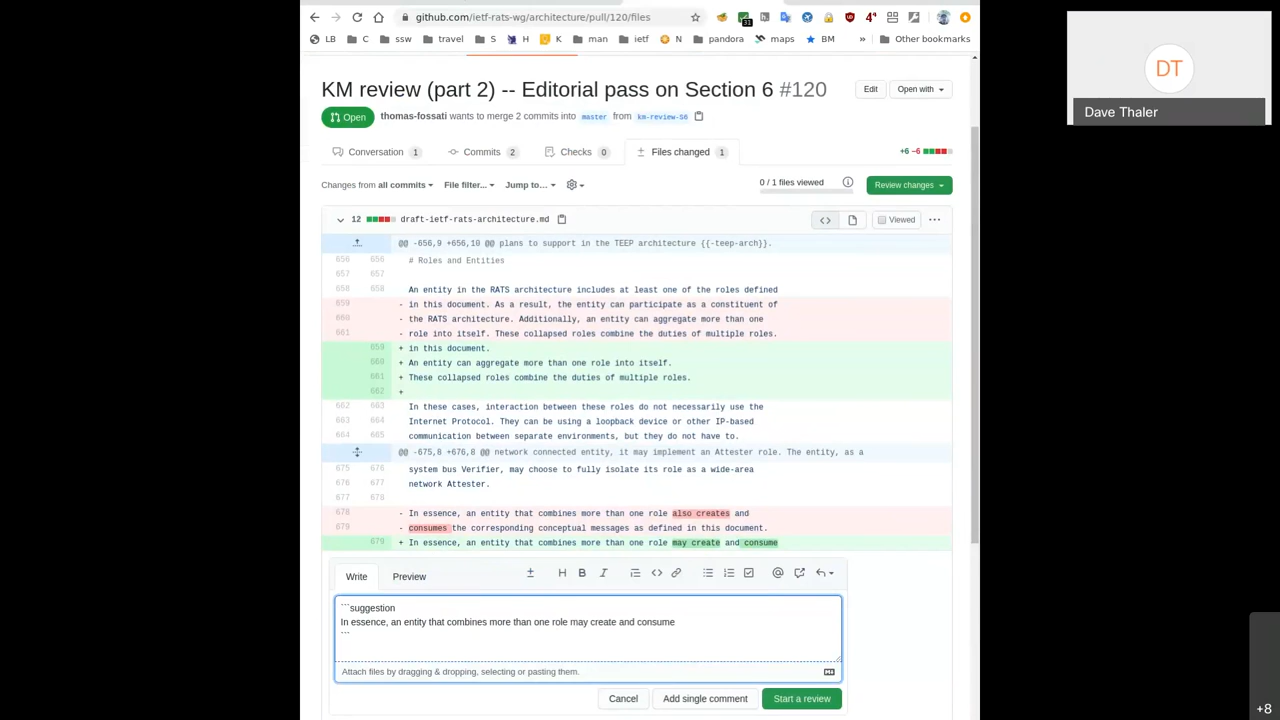 github.com/ietf-rats-wg/architecture/pull/120/files
31
4
LB C ssw travel S H K man ietf N pandora maps BM » Other bookmarks
KM review (part 2) -- Editorial pass on Section 6 #120
Edit
Open with
Open
thomas-fossati wants to merge 2 commits into master from km-review-S6
Conversation 1
Commits 2
Checks 0
Files changed 1
+6 −6
Changes from all commits
File filter...
Jump to...
0 / 1 files viewed
Review changes
12 draft-ietf-rats-architecture.md
<>
Viewed
...
@@ -656,9 +656,10 @@ plans to support in the TEEP architecture {{-teep-arch}}.
656 656 # Roles and Entities
657 657
658 658 An entity in the RATS architecture includes at least one of the roles defined
659 - in this document. As a result, the entity can participate as a constituent of
660 - the RATS architecture. Additionally, an entity can aggregate more than one
661 - role into itself. These collapsed roles combine the duties of multiple roles.
659 + in this document.
660 + An entity can aggregate more than one role into itself.
661 + These collapsed roles combine the duties of multiple roles.
662 +
662 663 In these cases, interaction between these roles do not necessarily use the
663 664 Internet Protocol. They can be using a loopback device or other IP-based
664 665 communication between separate environments, but they do not have to.
@@ -675,8 +676,8 @@ network connected entity, it may implement an Attester role. The entity, as a
675 676 system bus Verifier, may choose to fully isolate its role as a wide-area
676 677 network Attester.
677 678
678 - In essence, an entity that combines more than one role also creates and
679 - consumes the corresponding conceptual messages as defined in this document.
679 + In essence, an entity that combines more than one role may create and consume
Write
Preview
H B I <> @
```suggestion
In essence, an entity that combines more than one role may create and consume
```
Attach files by dragging & dropping, selecting or pasting them.
Cancel
Add single comment
Start a review
DT
Dave Thaler
+8